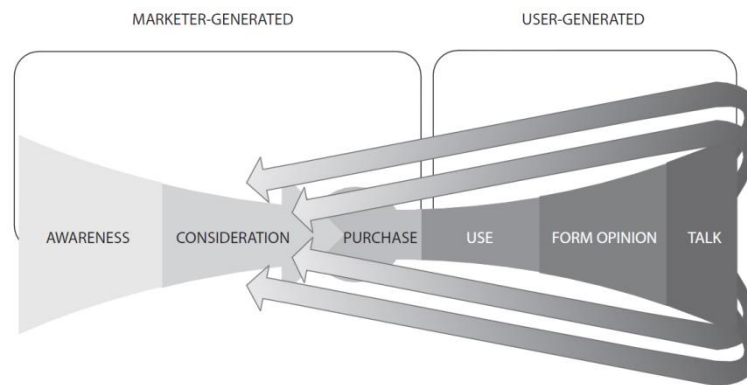 MARKETER-GENERATED
USER-GENERATED
AWARENESS
CONSIDERATION
PURCHASE
USE
FORM OPINION
TALK